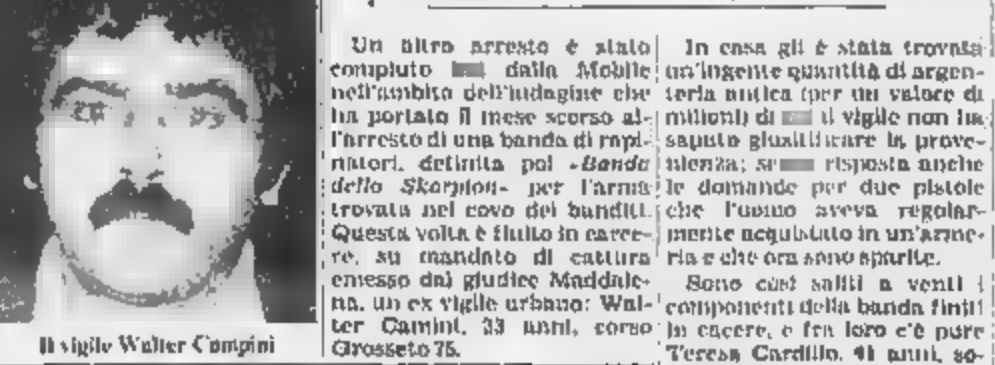 Il vigile Walter Campini
Un altro arresto è stato
compiuto dalla Mobile
nell'ambito dell'indagine che
ha portato il mese scorso al-
l'arresto di una banda di rapi-
natori, definita poi «Banda
dello Skorpion» per l'arma
trovata nel covo dei banditi.
Questa volta è finito in carce-
re, su mandato di cattura
emesso dal giudice Maddale-
na, un ex vigile urbano: Wal-
ter Camini, 33 anni, corso
Grosseto 75.
In casa gli è stata trovata
un'ingente quantità di argen-
teria antica (per un valore di
milioni) di il vigile non ha
saputo giustificare la prove-
nienza; se risposta anche
le domande per due pistole
che l'uomo aveva regolar-
mente acquistato in un'arme-
ria e che ora sono sparite.
Sono così saliti a venti i
componenti della banda finiti
in cacere, e fra loro c'è pure
Teresa Cardillo, 41 anni, so-